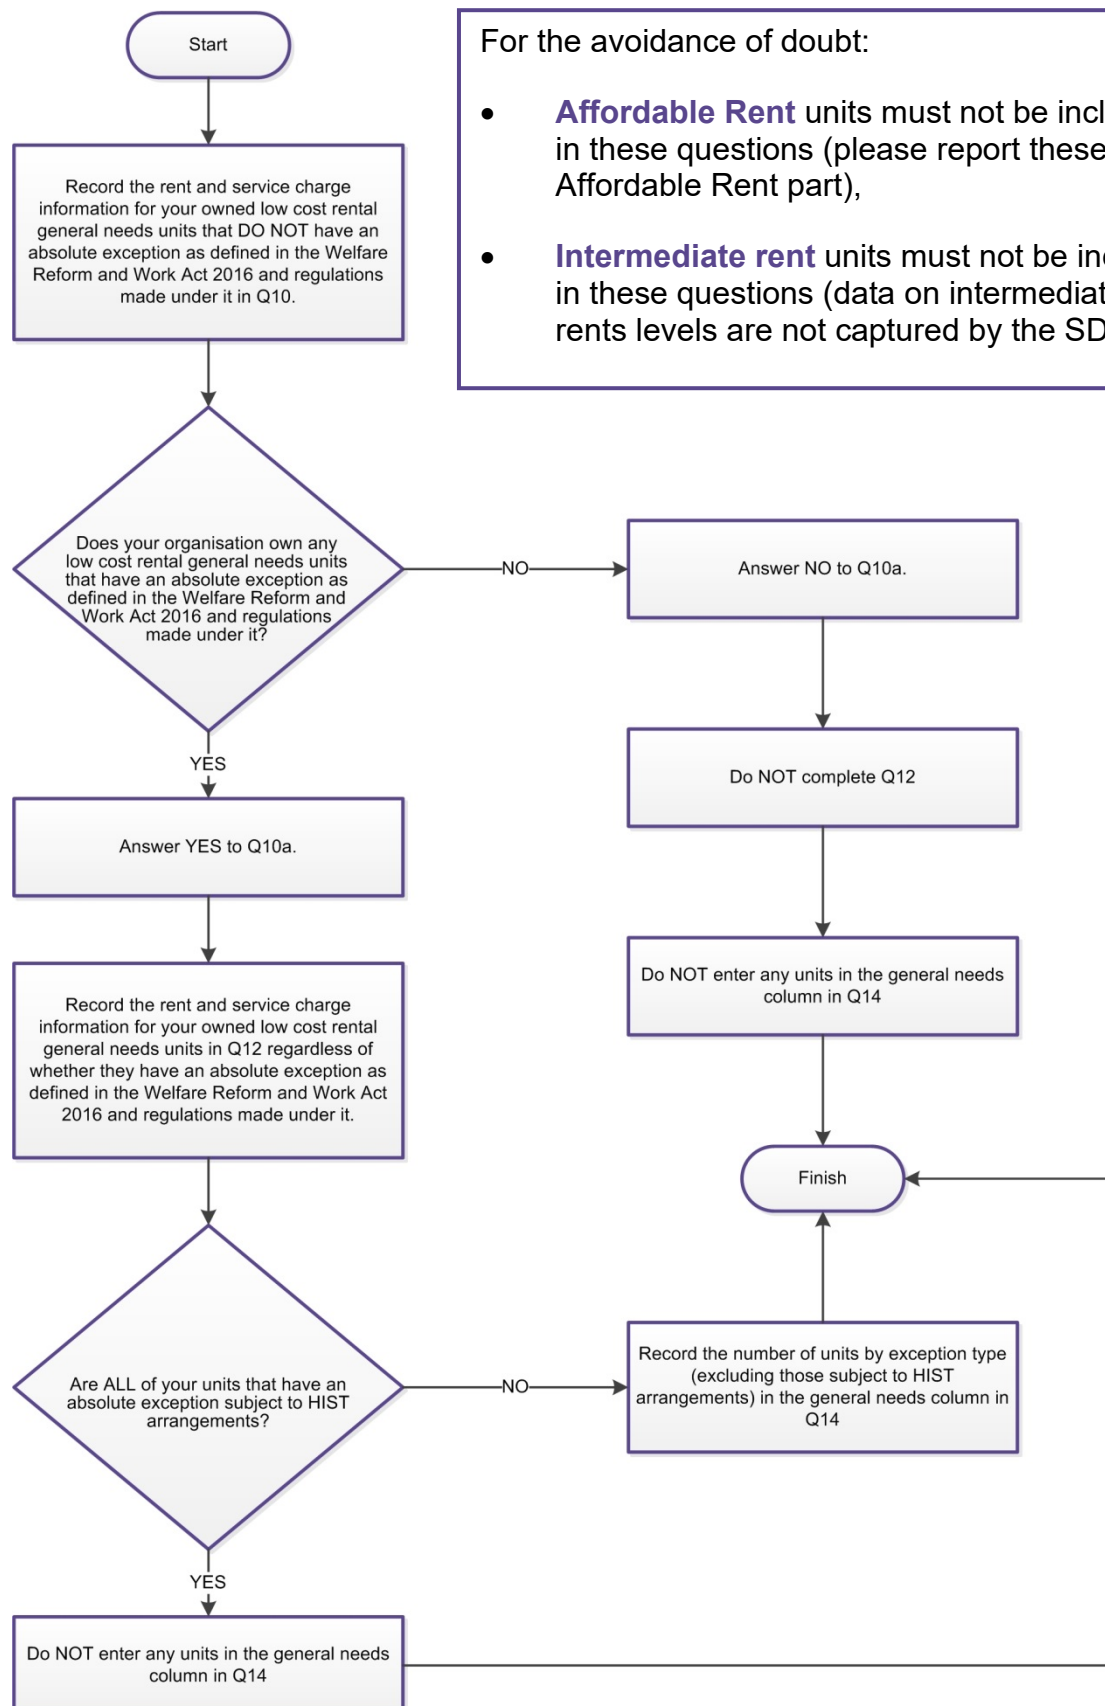 Start
For the avoidance of doubt:
• Affordable Rent units must not be incl
in these questions (please report these
Affordable Rent part),
• Intermediate rent units must not be in
in these questions (data on intermediat
rents levels are not captured by the SD
Record the rent and service charge
information for your owned low cost rental
general needs units that DO NOT have an
absolute exception as defined in the Welfare
Reform and Work Act 2016 and regulations
made under it in Q10.
Does your organisation own any
low cost rental general needs units
that have an absolute exception as
defined in the Welfare Reform and
Work Act 2016 and regulations
made under it?
NO
Answer NO to Q10a.
Do NOT complete Q12
YES
Answer YES to Q10a.
Do NOT enter any units in the general needs
column in Q14
Record the rent and service charge
information for your owned low cost rental
general needs units in Q12 regardless of
whether they have an absolute exception as
defined in the Welfare Reform and Work Act
2016 and regulations made under it.
Finish
Are ALL of your units that have an
absolute exception subject to HIST
arrangements?
NO
Record the number of units by exception type
(excluding those subject to HIST
arrangements) in the general needs column in
Q14
YES
Do NOT enter any units in the general needs
column in Q14